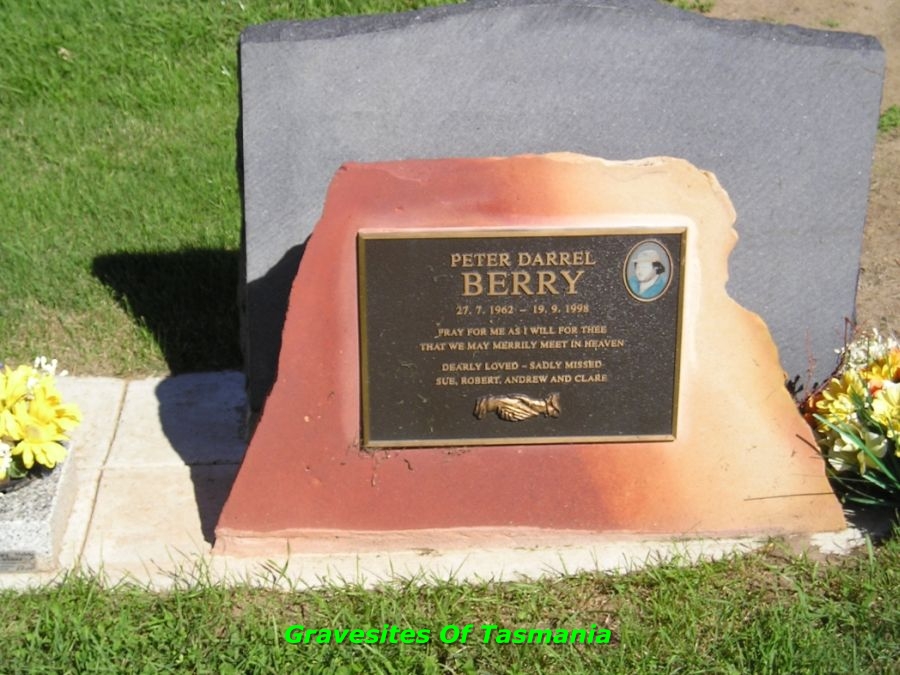 PETER DARREL
BERRY
27. 7. 1962 – 19. 9. 1998
PRAY FOR ME AS I WILL FOR THEE
THAT WE MAY MERRILY MEET IN HEAVEN
DEARLY LOVED – SADLY MISSED
SUE, ROBERT, ANDREW AND CLARE
Gravesites Of Tasmania